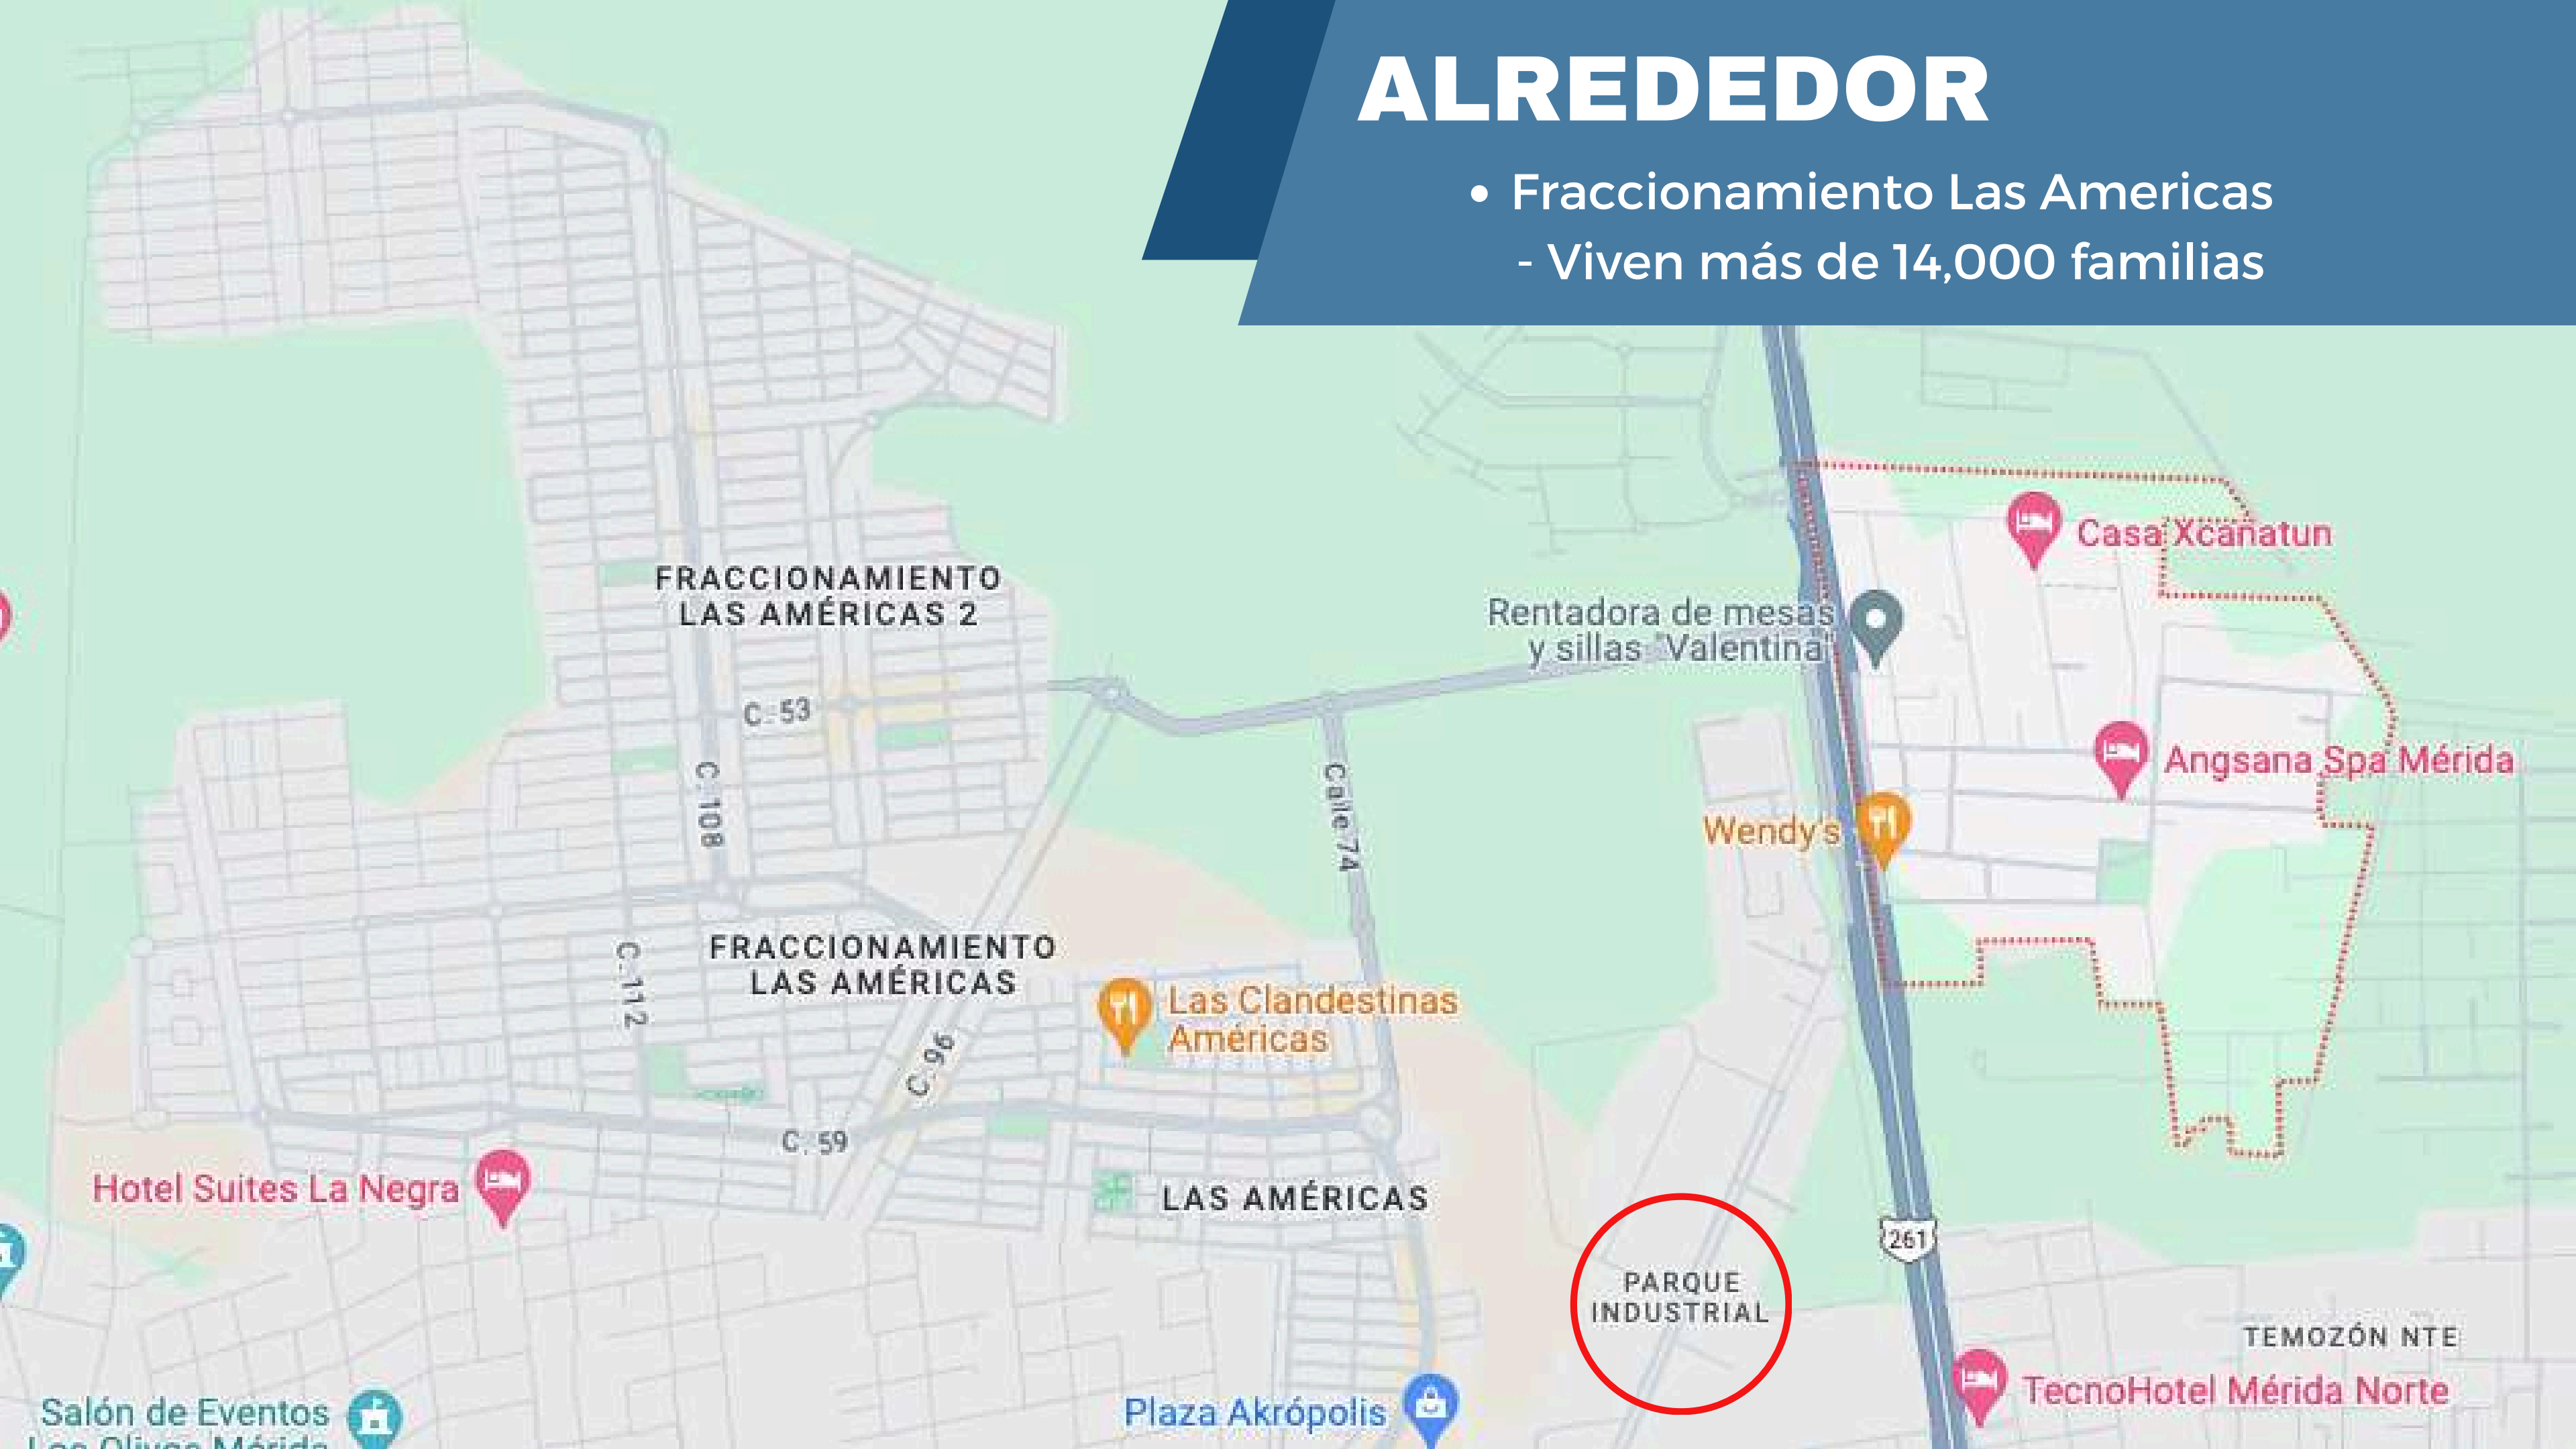 ALREDEDOR
• Fraccionamiento Las Americas
- Viven más de 14,000 familias
Casa Xcanatun
FRACCIONAMIENTO
LAS AMÉRICAS 2
Rentadora de mesas
y sillas "Valentina"
C. 53
C. 108
Calle 74
Angsana Spa Mérida
Wendy's
FRACCIONAMIENTO
LAS AMÉRICAS
C. 112
Las Clandestinas
Américas
C. 96
C. 59
Hotel Suites La Negra
LAS AMÉRICAS
261
PARQUE
INDUSTRIAL
TEMOZÓN NTE
TecnoHotel Mérida Norte
Plaza Akrópolis
Salón de Eventos
Los Olivos Mérida